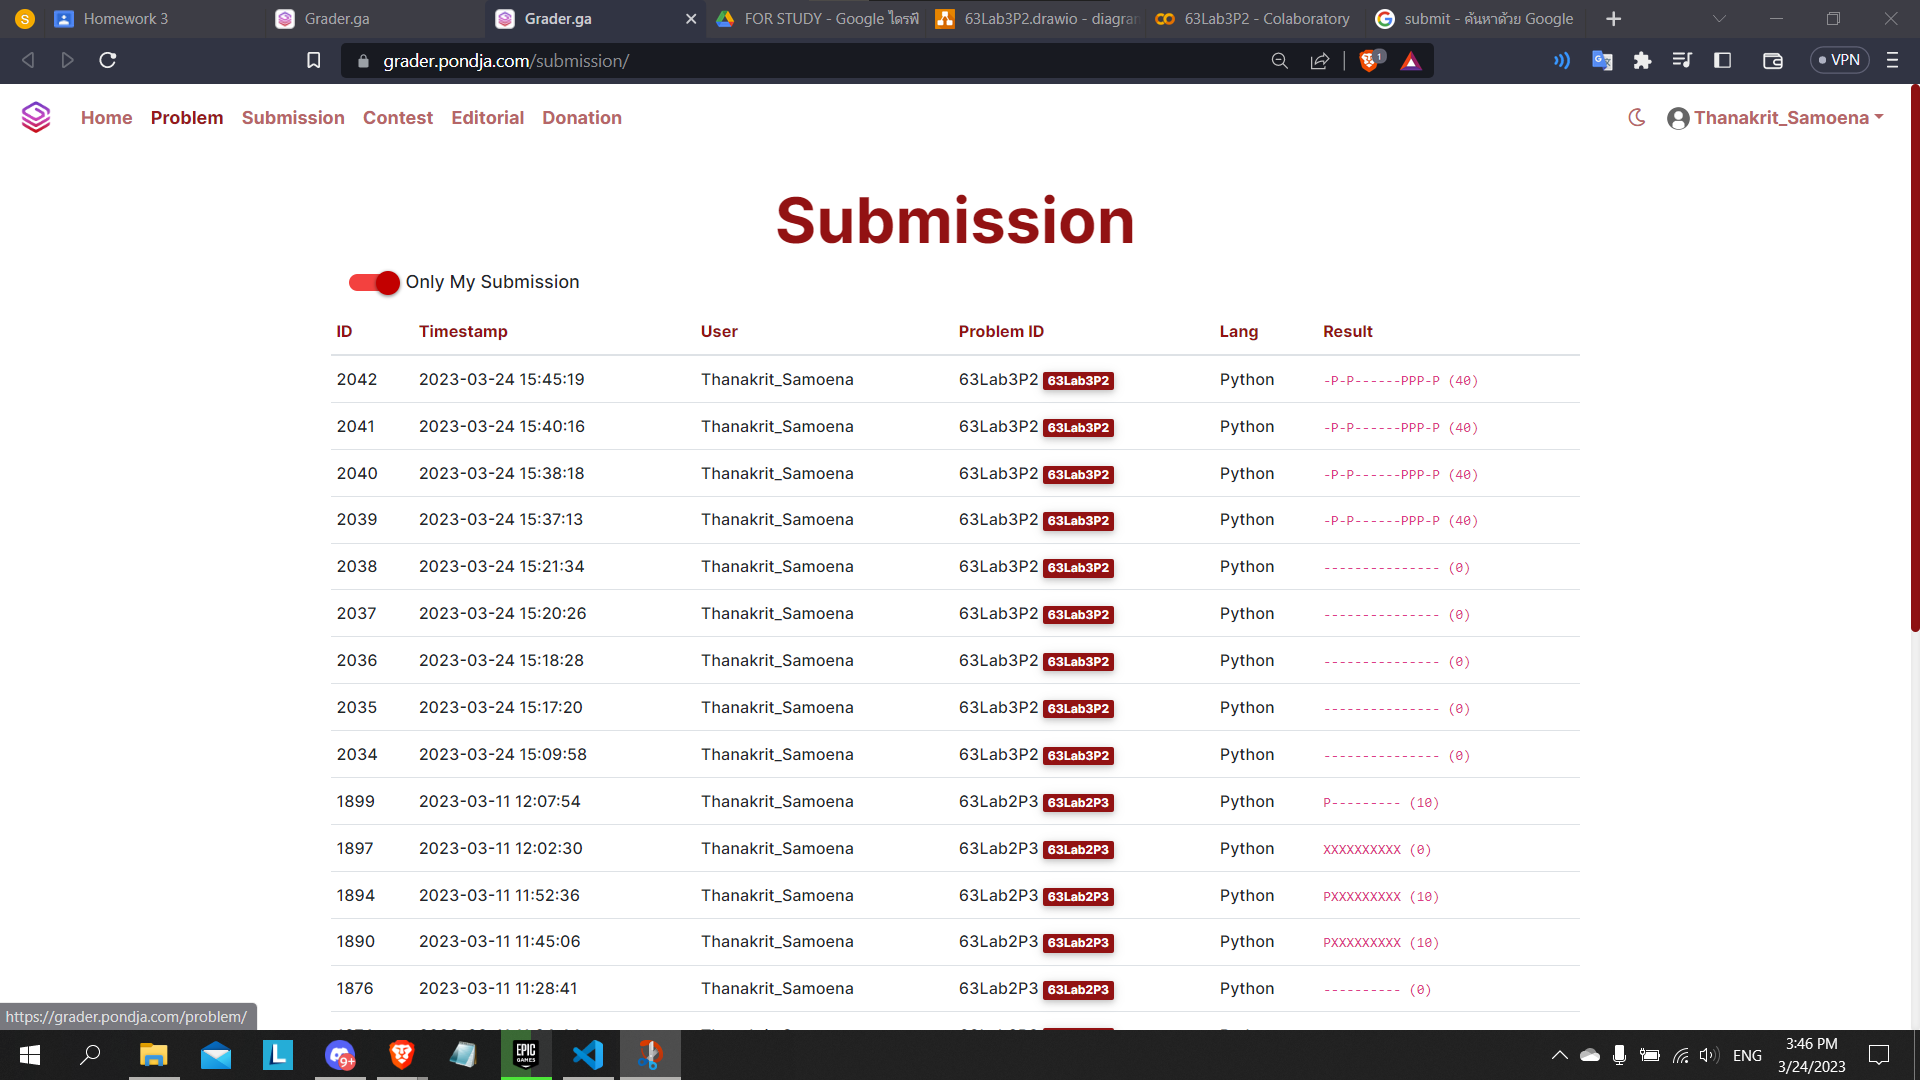 S Homework 3 Grader.ga Grader.ga FOR STUDY - Google ไดรฟ์ 63Lab3P2.drawio - diagram 63Lab3P2 - Colaboratory submit - ค้นหาด้วย Google
grader.pondja.com/submission/ 1 VPN
Home Problem Submission Contest Editorial Donation Thanakrit_Samoena
Submission
Only My Submission
ID Timestamp User Problem ID Lang Result
2042 2023-03-24 15:45:19 Thanakrit_Samoena 63Lab3P2 63Lab3P2 Python -P-P------PPP-P (40)
2041 2023-03-24 15:40:16 Thanakrit_Samoena 63Lab3P2 63Lab3P2 Python -P-P------PPP-P (40)
2040 2023-03-24 15:38:18 Thanakrit_Samoena 63Lab3P2 63Lab3P2 Python -P-P------PPP-P (40)
2039 2023-03-24 15:37:13 Thanakrit_Samoena 63Lab3P2 63Lab3P2 Python -P-P------PPP-P (40)
2038 2023-03-24 15:21:34 Thanakrit_Samoena 63Lab3P2 63Lab3P2 Python --------------- (0)
2037 2023-03-24 15:20:26 Thanakrit_Samoena 63Lab3P2 63Lab3P2 Python --------------- (0)
2036 2023-03-24 15:18:28 Thanakrit_Samoena 63Lab3P2 63Lab3P2 Python --------------- (0)
2035 2023-03-24 15:17:20 Thanakrit_Samoena 63Lab3P2 63Lab3P2 Python --------------- (0)
2034 2023-03-24 15:09:58 Thanakrit_Samoena 63Lab3P2 63Lab3P2 Python --------------- (0)
1899 2023-03-11 12:07:54 Thanakrit_Samoena 63Lab2P3 63Lab2P3 Python P--------- (10)
1897 2023-03-11 12:02:30 Thanakrit_Samoena 63Lab2P3 63Lab2P3 Python XXXXXXXXXX (0)
1894 2023-03-11 11:52:36 Thanakrit_Samoena 63Lab2P3 63Lab2P3 Python PXXXXXXXXX (10)
1890 2023-03-11 11:45:06 Thanakrit_Samoena 63Lab2P3 63Lab2P3 Python PXXXXXXXXX (10)
1876 2023-03-11 11:28:41 Thanakrit_Samoena 63Lab2P3 63Lab2P3 Python ---------- (0)
https://grader.pondja.com/problem/
L 9+ EPIC GAMES ENG 3:46 PM
3/24/2023